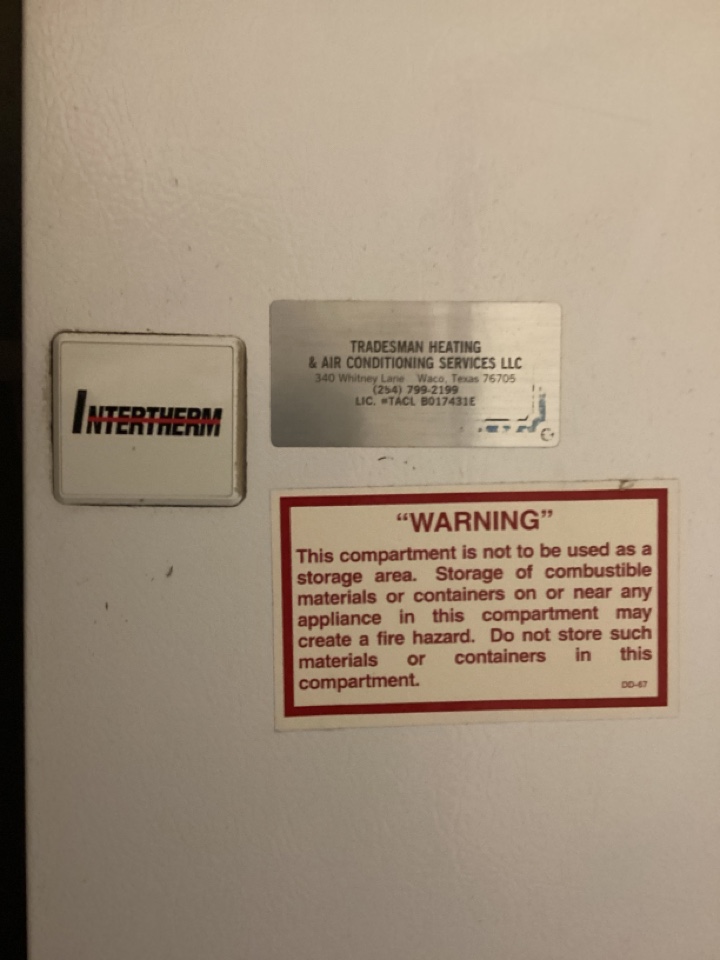 INTERTHERM
TRADESMAN HEATING
& AIR CONDITIONING SERVICES LLC
340 Whitney Lane Waco, Texas 76705
(254) 799-2199
LIC. #TACL B017431E
“WARNING”
This compartment is not to be used as a
storage area. Storage of combustible
materials or containers on or near any
appliance in this compartment may
create a fire hazard. Do not store such
materials or containers in this
compartment.
DD-67